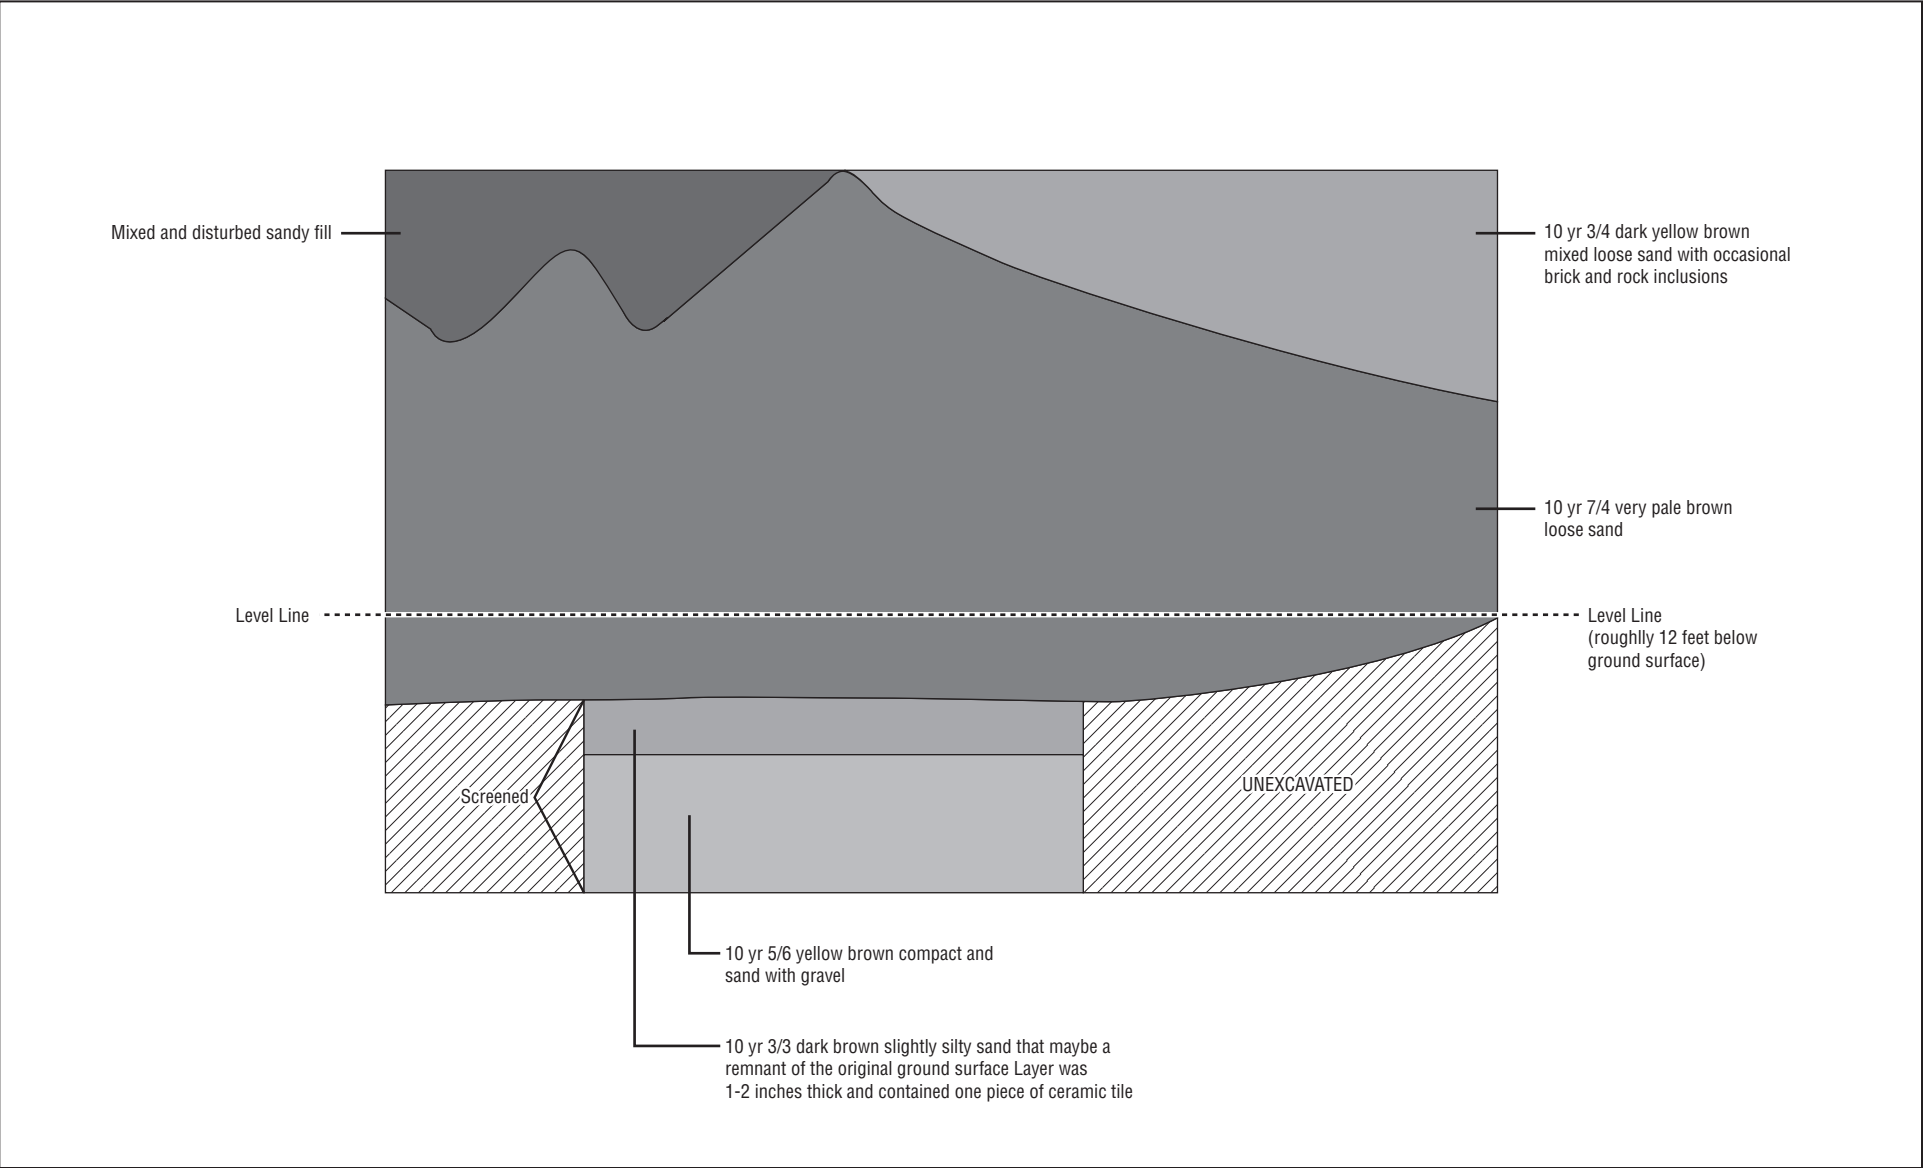 Mixed and disturbed sandy fill
10 yr 3/4 dark yellow brown
mixed loose sand with occasional
brick and rock inclusions
10 yr 7/4 very pale brown
loose sand
Level Line
Level Line
(roughlly 12 feet below
ground surface)
Screened
UNEXCAVATED
10 yr 5/6 yellow brown compact and
sand with gravel
10 yr 3/3 dark brown slightly silty sand that maybe a
remnant of the original ground surface Layer was
1-2 inches thick and contained one piece of ceramic tile